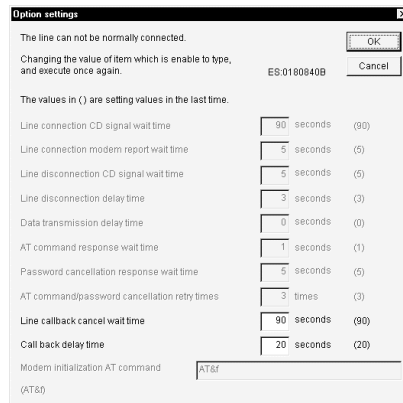 Option settings
The line can not be normally connected.
OK
Changing the value of item which is enable to type,
and execute once again.
ES:0180840B
Cancel
The values in ( ) are setting values in the last time.
Line connection CD signal wait time 90 seconds (90)
Line connection modem report wait time 5 seconds (5)
Line disconnection CD signal wait time 5 seconds (5)
Line disconnection delay time 3 seconds (3)
Data transmission delay time 0 seconds (0)
AT command response wait time 1 seconds (1)
Password cancellation response wait time 5 seconds (5)
AT command/password cancellation retry times 3 times (3)
Line callback cancel wait time 90 seconds (90)
Call back delay time 20 seconds (20)
Modem initialization AT command AT&f
(AT&f)